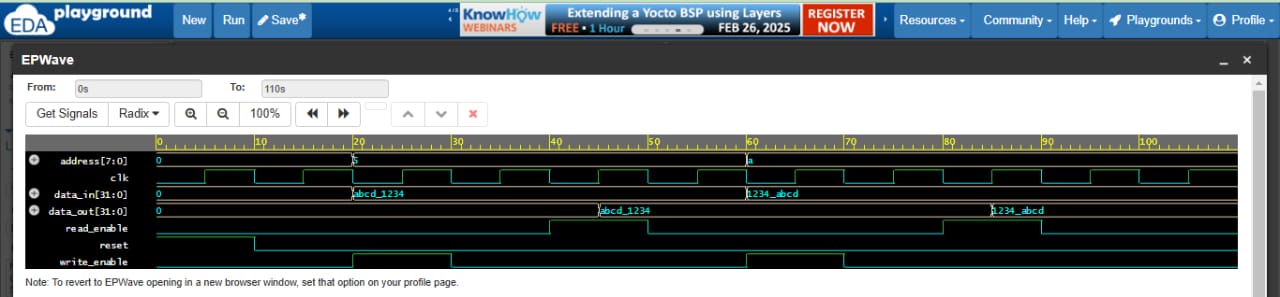 EDA playground New Run Save* KnowHow WEBINARS Extending a Yocto BSP using Layers FREE • 1 Hour FEB 26, 2025 REGISTER NOW Resources Community Help Playgrounds Profile
EPWave
From: 0s To: 110s
Get Signals Radix 100%
0 10 20 30 40 50 60 70 80 90 100
address[7:0] 0 5 a
clk
data_in[31:0] 0 abcd_1234 1234_abcd
data_out[31:0] 0 abcd_1234 1234_abcd
read_enable
reset
write_enable
Note: To revert to EPWave opening in a new browser window, set that option on your profile page.